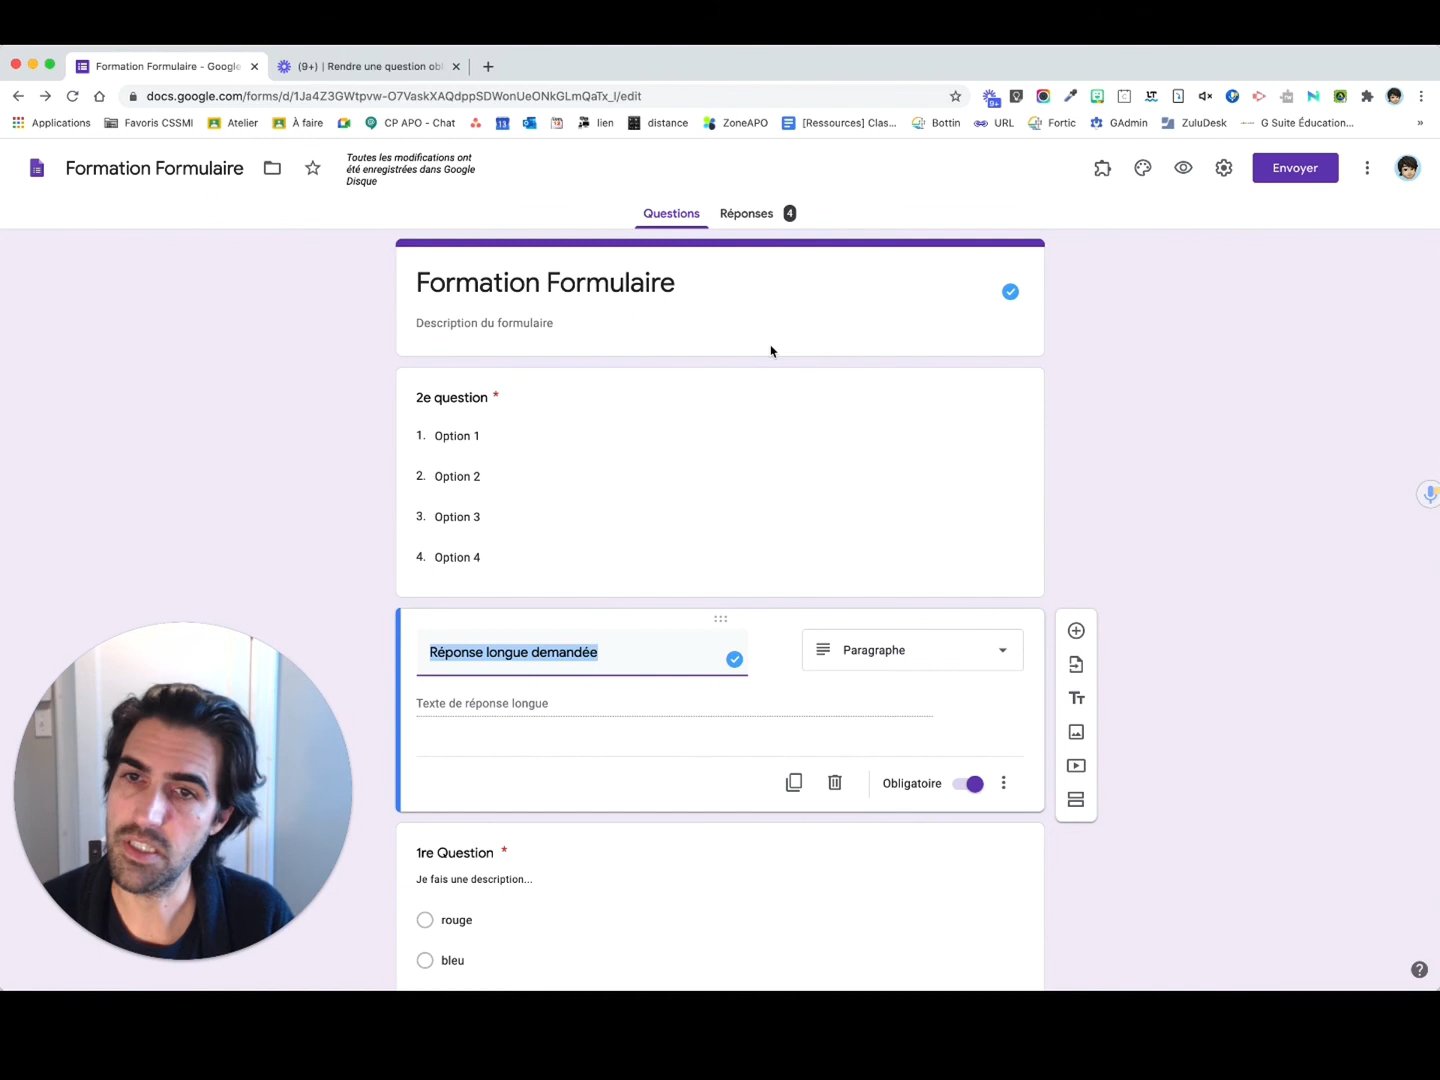 Formation Formulaire - Google
(9+) | Rendre une question obl
docs.google.com/forms/d/1Ja4Z3GWtpvw-O7VaskXAQdppSDWonUeONkGLmQaTx_I/edit
9+
Applications
Favoris CSSMI
Atelier
À faire
CP APO - Chat
13
lien
distance
ZoneAPO
[Ressources] Clas...
Bottin
URL
Fortic
GAdmin
ZuluDesk
G Suite Éducation...
»
Formation Formulaire
Toutes les modifications ont
été enregistrées dans Google
Disque
Envoyer
Questions
Réponses 4
Formation Formulaire
Description du formulaire
2e question *
1. Option 1
2. Option 2
3. Option 3
4. Option 4
Réponse longue demandée
Paragraphe
Texte de réponse longue
Obligatoire
1re Question *
Je fais une description...
rouge
bleu